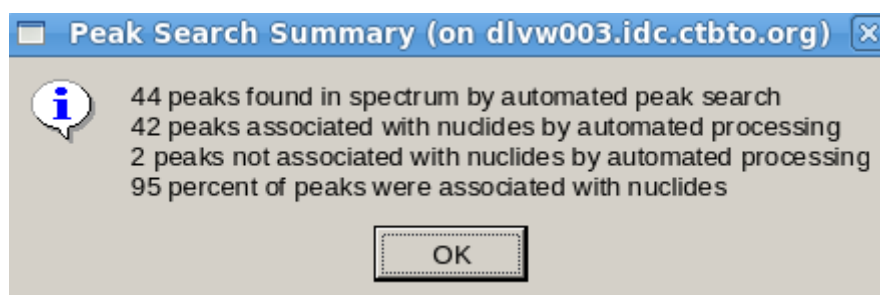 Peak Search Summary (on dlvw003.idc.ctbto.org)
44 peaks found in spectrum by automated peak search
42 peaks associated with nuclides by automated processing
2 peaks not associated with nuclides by automated processing
95 percent of peaks were associated with nuclides
OK